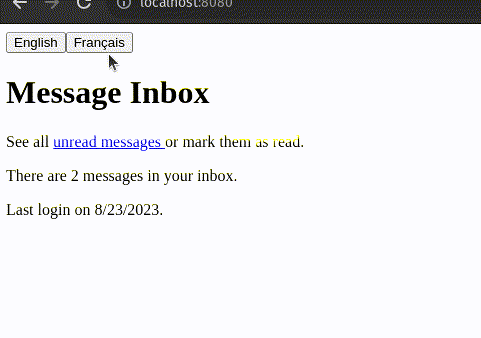 localhost:8080
English Français
Message Inbox
See all unread messages or mark them as read.
There are 2 messages in your inbox.
Last login on 8/23/2023.